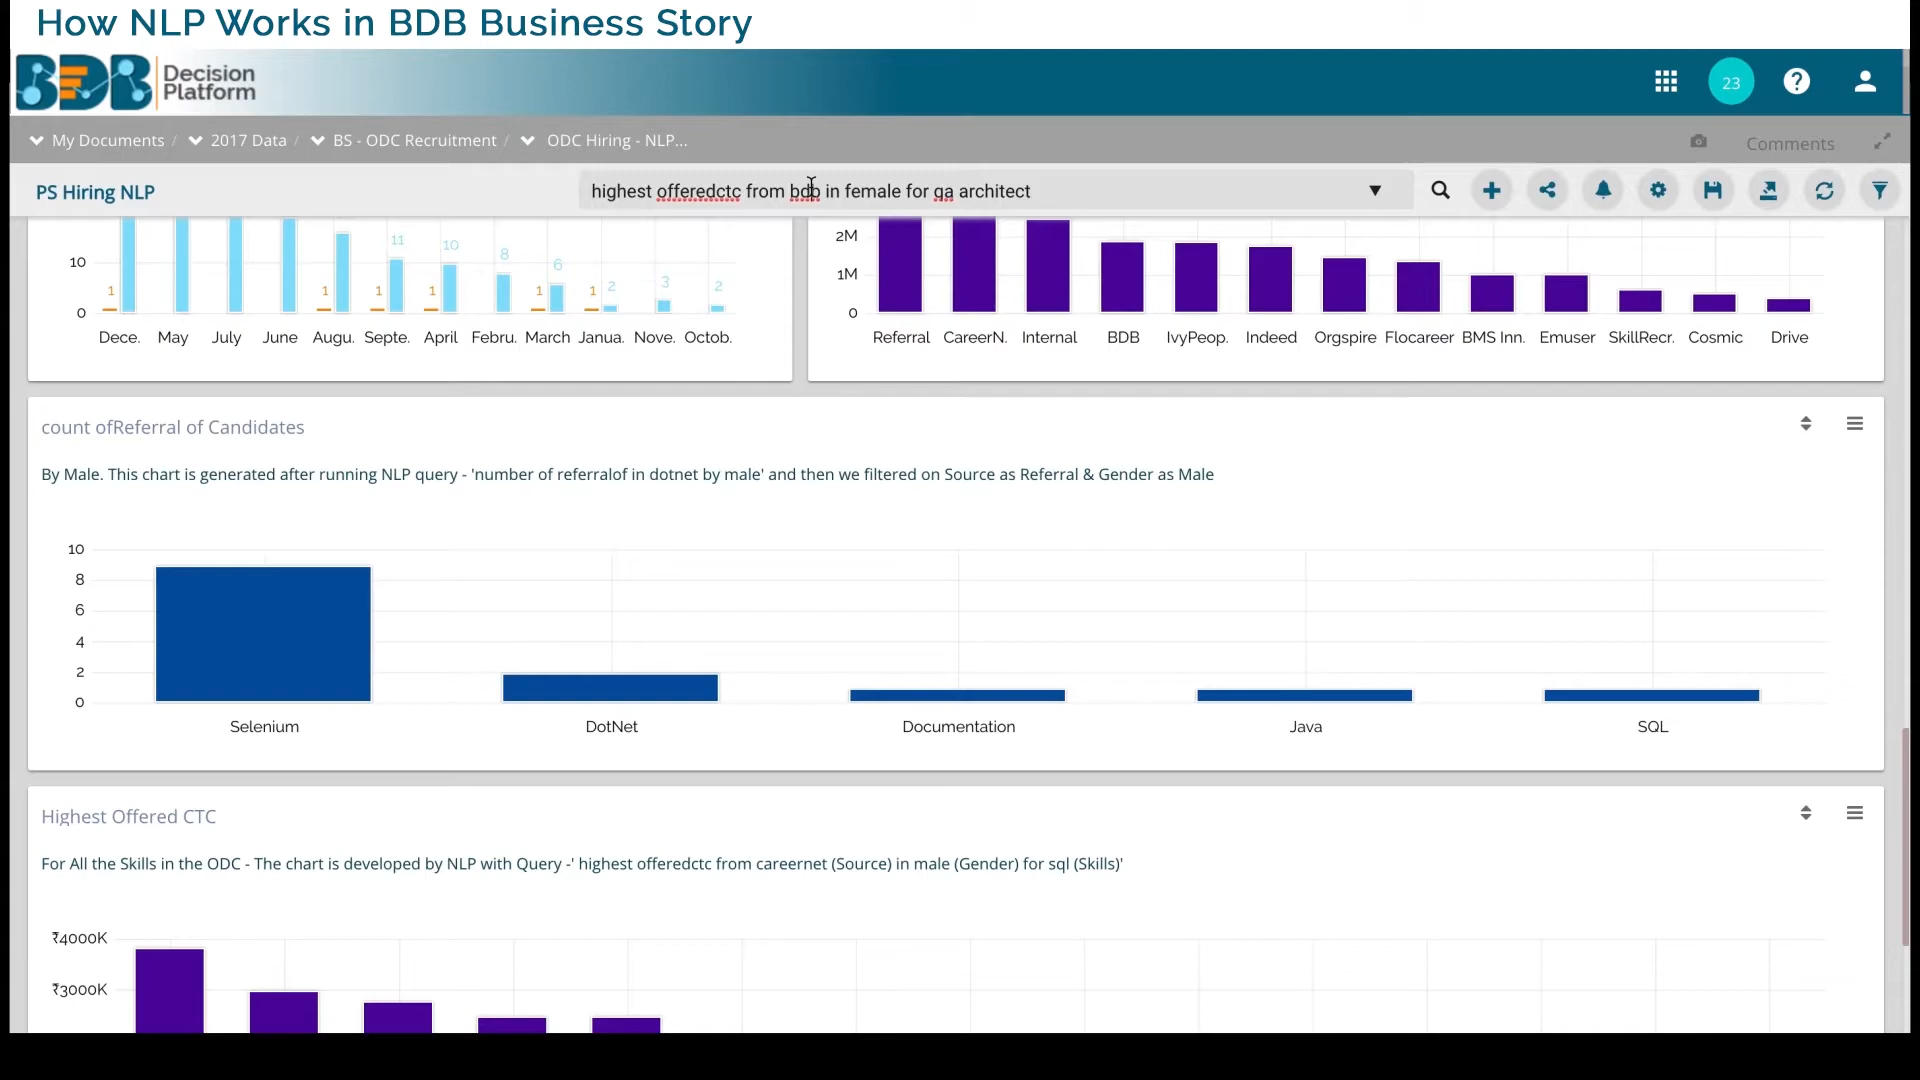 How NLP Works in BDB Business Story
BDB Decision
Platform
23
?
My Documents / 2017 Data / BS - ODC Recruitment / ODC Hiring - NLP...
Comments
PS Hiring NLP
highest offeredctc from bdb in female for qa architect
11
10
8
6
10
1
1
1
1
1
1
2
3
2
0
Dece. May July June Augu. Septe. April Febru. March Janua. Nove. Octob.
2M
1M
0
Referral CareerN. Internal BDB IvyPeop. Indeed Orgspire Flocareer BMS Inn. Emuser SkillRecr. Cosmic Drive
count ofReferral of Candidates
By Male. This chart is generated after running NLP query - 'number of referralof in dotnet by male' and then we filtered on Source as Referral & Gender as Male
10
8
6
4
2
0
Selenium DotNet Documentation Java SQL
Highest Offered CTC
For All the Skills in the ODC - The chart is developed by NLP with Query -' highest offeredctc from careernet (Source) in male (Gender) for sql (Skills)'
₹4000K
₹3000K